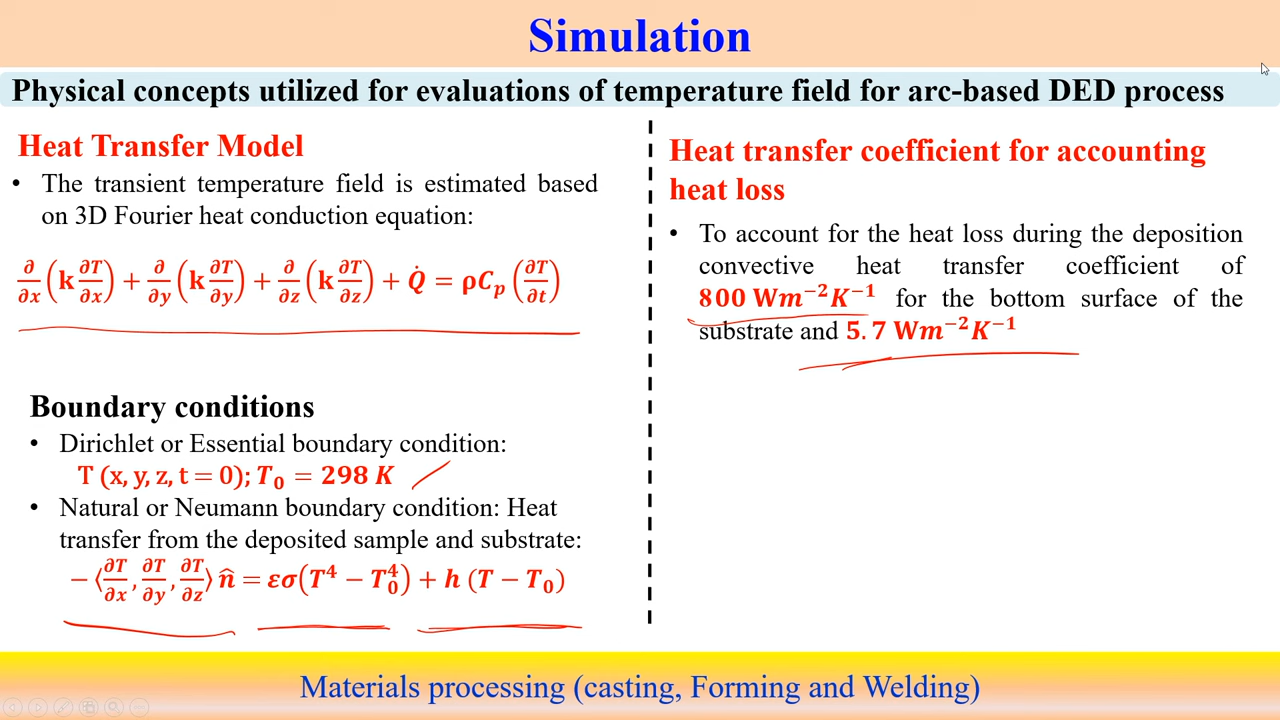 Simulation
Physical concepts utilized for evaluations of temperature field for arc-based DED process
Heat Transfer Model
• The transient temperature field is estimated based
on 3D Fourier heat conduction equation:
∂/∂x (k ∂T/∂x) + ∂/∂y (k ∂T/∂y) + ∂/∂z (k ∂T/∂z) + Q̇ = ρC_p (∂T/∂t)
Boundary conditions
• Dirichlet or Essential boundary condition:
T (x, y, z, t = 0); T₀ = 298 K
• Natural or Neumann boundary condition: Heat
transfer from the deposited sample and substrate:
− ⟨∂T/∂x, ∂T/∂y, ∂T/∂z⟩ n̂ = εσ(T⁴ − T₀⁴) + h (T − T₀)
Heat transfer coefficient for accounting
heat loss
• To account for the heat loss during the deposition
convective heat transfer coefficient of
800 Wm⁻²K⁻¹ for the bottom surface of the
substrate and 5.7 Wm⁻²K⁻¹
Materials processing (casting, Forming and Welding)